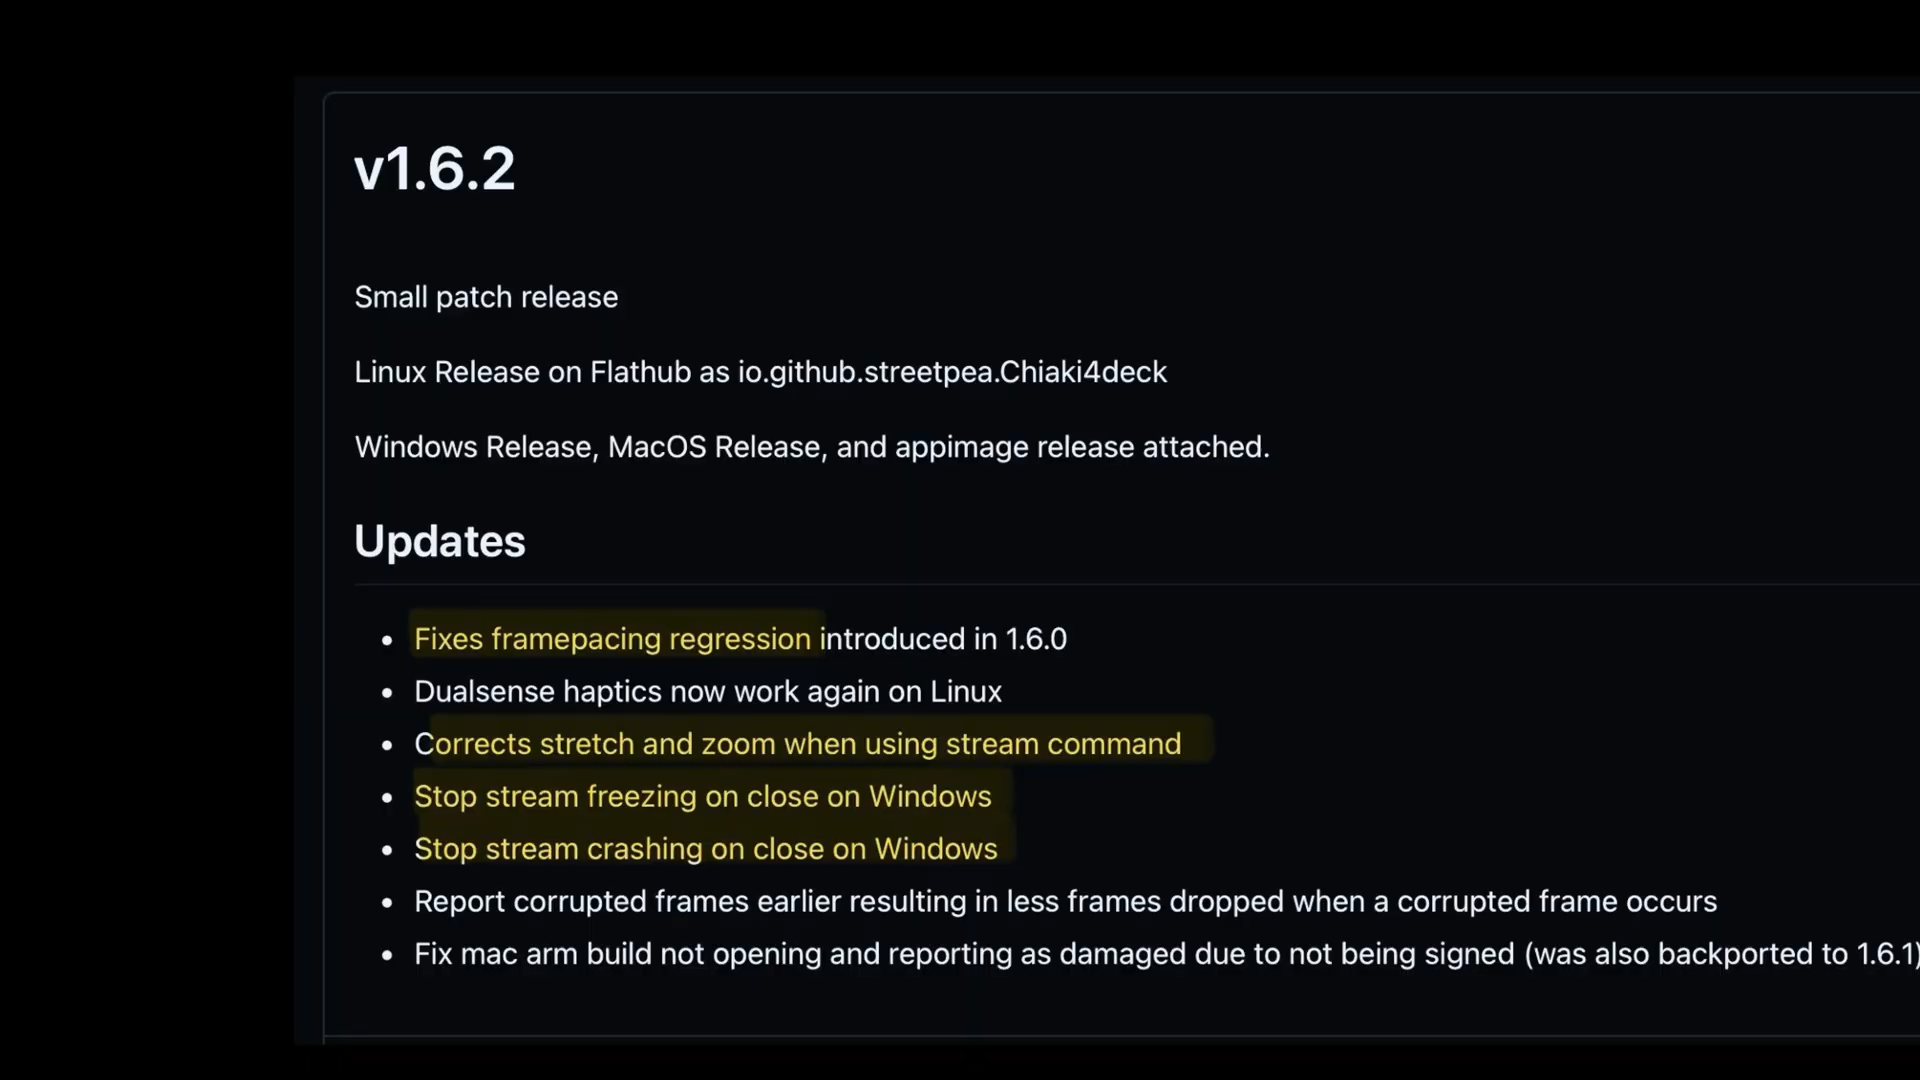 v1.6.2
Small patch release
Linux Release on Flathub as io.github.streetpea.Chiaki4deck
Windows Release, MacOS Release, and appimage release attached.
Updates
• Fixes framepacing regression introduced in 1.6.0
• Dualsense haptics now work again on Linux
• Corrects stretch and zoom when using stream command
• Stop stream freezing on close on Windows
• Stop stream crashing on close on Windows
• Report corrupted frames earlier resulting in less frames dropped when a corrupted frame occurs
• Fix mac arm build not opening and reporting as damaged due to not being signed (was also backported to 1.6.1)